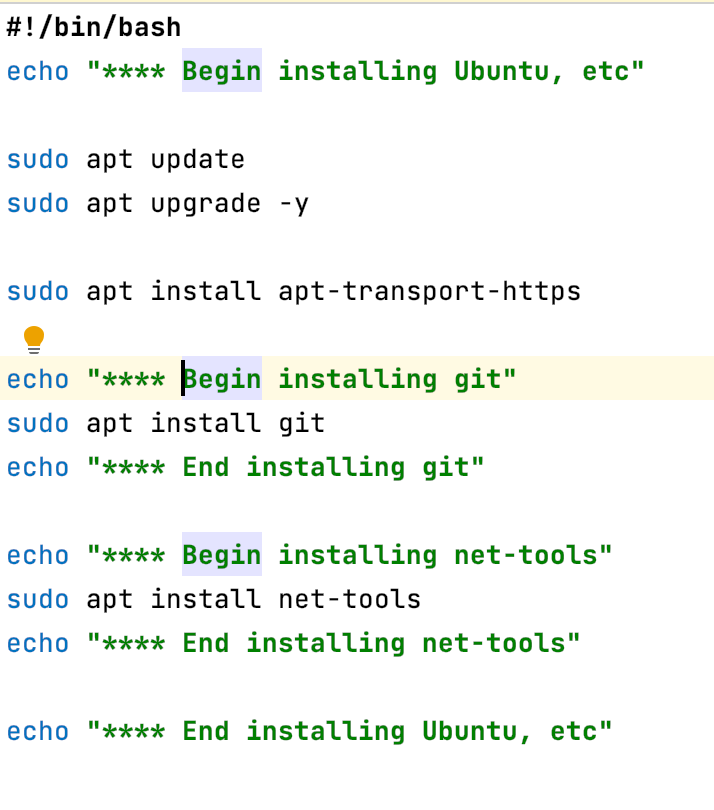 #!/bin/bash
echo "**** Begin installing Ubuntu, etc"
sudo apt update
sudo apt upgrade -y
sudo apt install apt-transport-https
echo "**** Begin installing git"
sudo apt install git
echo "**** End installing git"
echo "**** Begin installing net-tools"
sudo apt install net-tools
echo "**** End installing net-tools"
echo "**** End installing Ubuntu, etc"